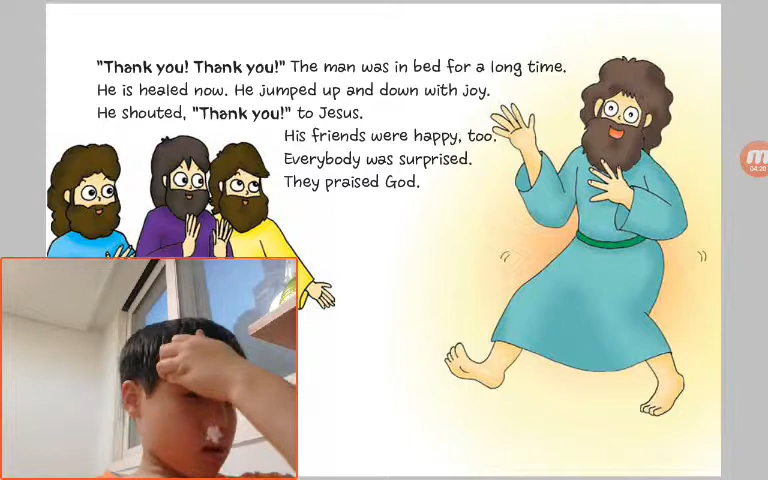 "Thank you! Thank you!" The man was in bed for a long time.
He is healed now. He jumped up and down with joy.
He shouted, "Thank you!" to Jesus.
His friends were happy, too.
Everybody was surprised.
They praised God.
M
04:20